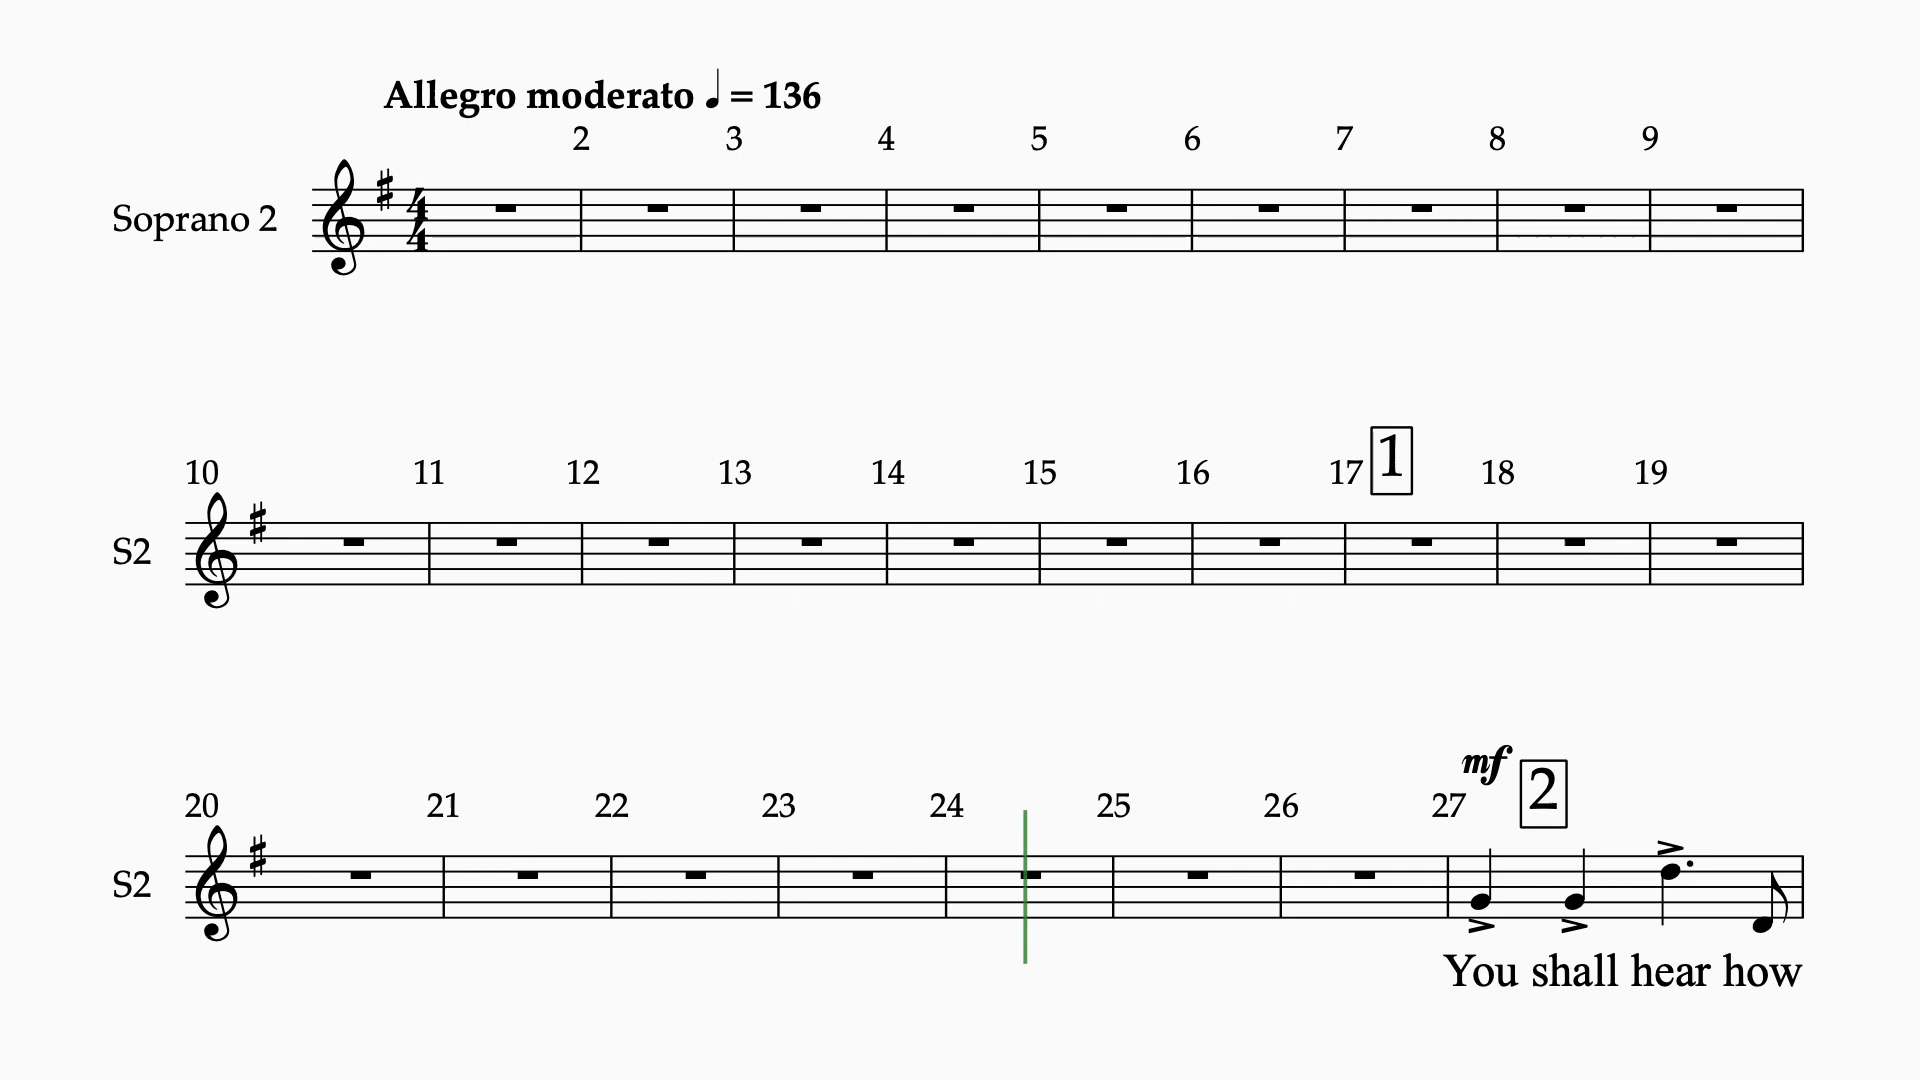 Allegro moderato ♩ = 136
2 3 4 5 6 7 8 9
Soprano 2
4
4
10 11 12 13 14 15 16 17 1 18 19
S2
mf 2
20 21 22 23 24 25 26 27
S2
You shall hear how